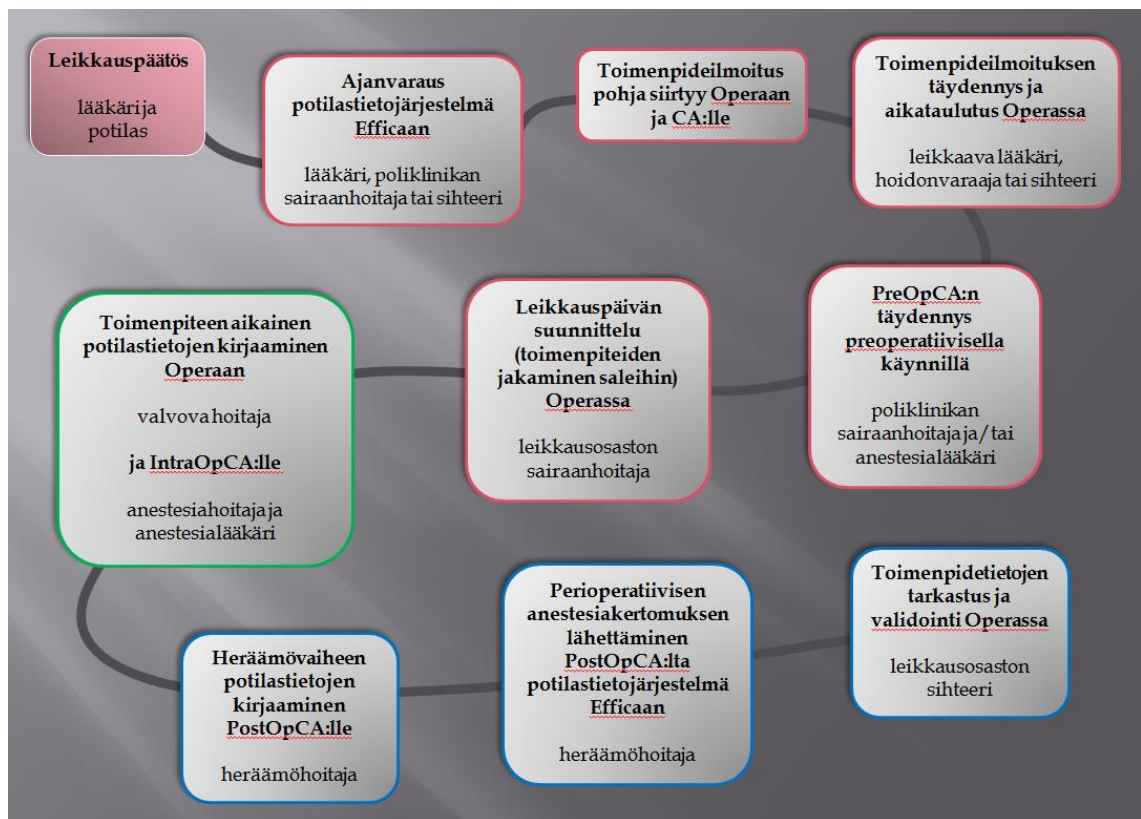 Leikkauspäätös
lääkäri ja
potilas
Ajanvaraus
potilastietojärjestelmä
Efficaan
lääkäri, poliklinikan
sairaanhoitaja tai sihteeri
Toimenpideilmoitus
pohja siirtyy Operaan
ja CA:lle
Toimenpideilmoituksen
täydennys ja
aikataulutus Operassa
leikkaava lääkäri,
hoidonvaraaja tai sihteeri
PreOpCA:n
täydennys
preoperatiivisella
käynnillä
poliklinikan
sairaanhoitaja ja/ tai
anestesialääkäri
Leikkauspäivän
suunnittelu
(toimenpiteiden
jakaminen saleihin)
Operassa
leikkausosaston
sairaanhoitaja
Toimenpiteen aikainen
potilastietojen kirjaaminen
Operaan
valvova hoitaja
ja IntraOpCA:lle
anestesiahoitaja ja
anestesialääkäri
Heräämövaiheen
potilastietojen
kirjaaminen
PostOpCA:lle
heräämöhoitaja
Perioperatiivisen
anestesiakertomuksen
lähettäminen
PostOpCA:lta
potilastietojärjestelmä
Efficaan
heräämöhoitaja
Toimenpidetietojen
tarkastus ja
validointi Operassa
leikkausosaston
sihteeri